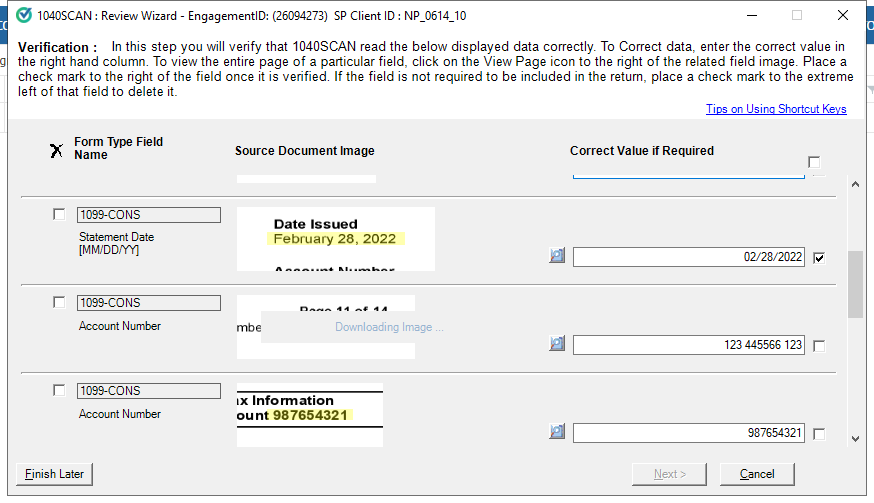 1040SCAN : Review Wizard - EngagementID: (26094273) SP Client ID : NP_0614_10
Verification : In this step you will verify that 1040SCAN read the below displayed data correctly. To Correct data, enter the correct value in
the right hand column. To view the entire page of a particular field, click on the View Page icon to the right of the related field image. Place a
check mark to the right of the field once it is verified. If the field is not required to be included in the return, place a check mark to the extreme
left of that field to delete it.
Tips on Using Shortcut Keys
Form Type Field
Name
Source Document Image
Correct Value if Required
1099-CONS
Statement Date
[MM/DD/YY]
Date Issued
February 28, 2022
Account Number
02/28/2022
1099-CONS
Account Number
Page 11 of 14
mbe
Downloading Image ...
123 445566 123
1099-CONS
Account Number
ax Information
ount 987654321
987654321
Finish Later
Next >
Cancel